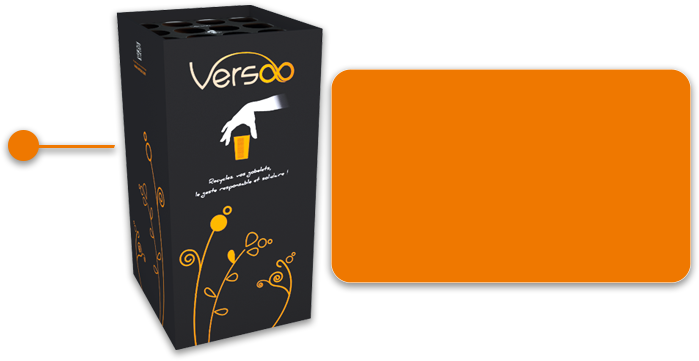 Versoo
Recyclez vos gobelets,
le geste responsable et solidaire !